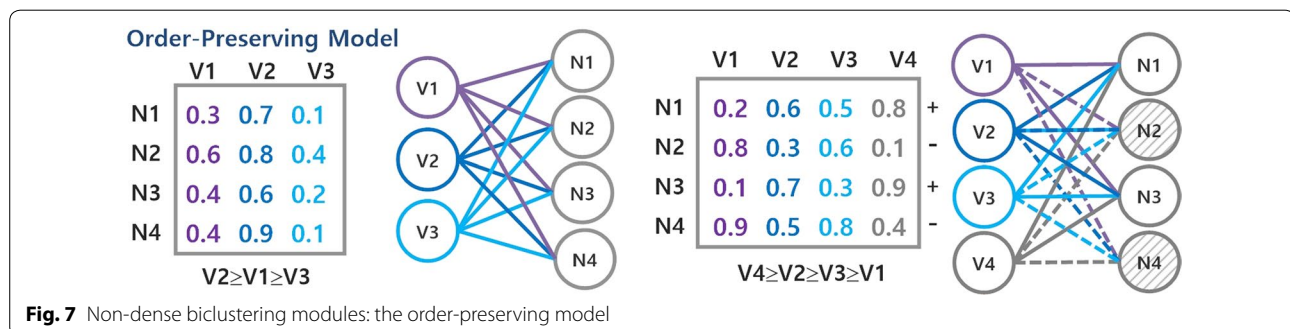 Order-Preserving Model
V1 V2 V3
N1 0.3 0.7 0.1
N2 0.6 0.8 0.4
N3 0.4 0.6 0.2
N4 0.4 0.9 0.1
V2≥V1≥V3
V1
V2
V3
N1
N2
N3
N4
V1 V2 V3 V4
N1 0.2 0.6 0.5 0.8 +
N2 0.8 0.3 0.6 0.1 -
N3 0.1 0.7 0.3 0.9 +
N4 0.9 0.5 0.8 0.4 -
V4≥V2≥V3≥V1
V1
V2
V3
V4
N1
N2
N3
N4
Fig. 7 Non-dense biclustering modules: the order-preserving model